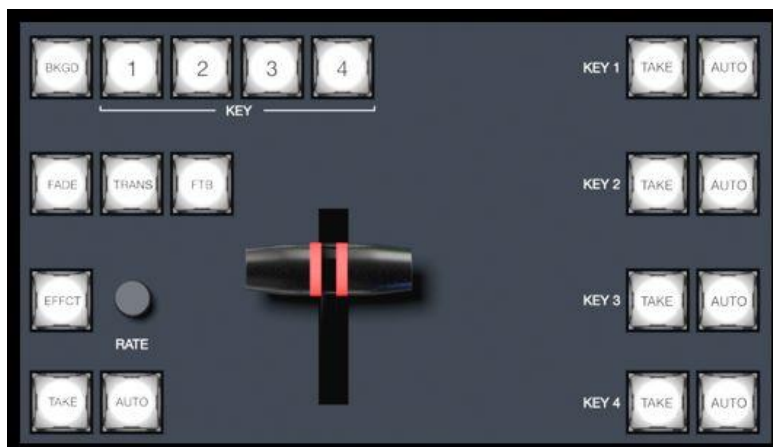 BKGD 1 2 3 4 KEY 1 TAKE AUTO
KEY
FADE TRANS FTB KEY 2 TAKE AUTO
EFFCT KEY 3 TAKE AUTO
RATE
TAKE AUTO KEY 4 TAKE AUTO